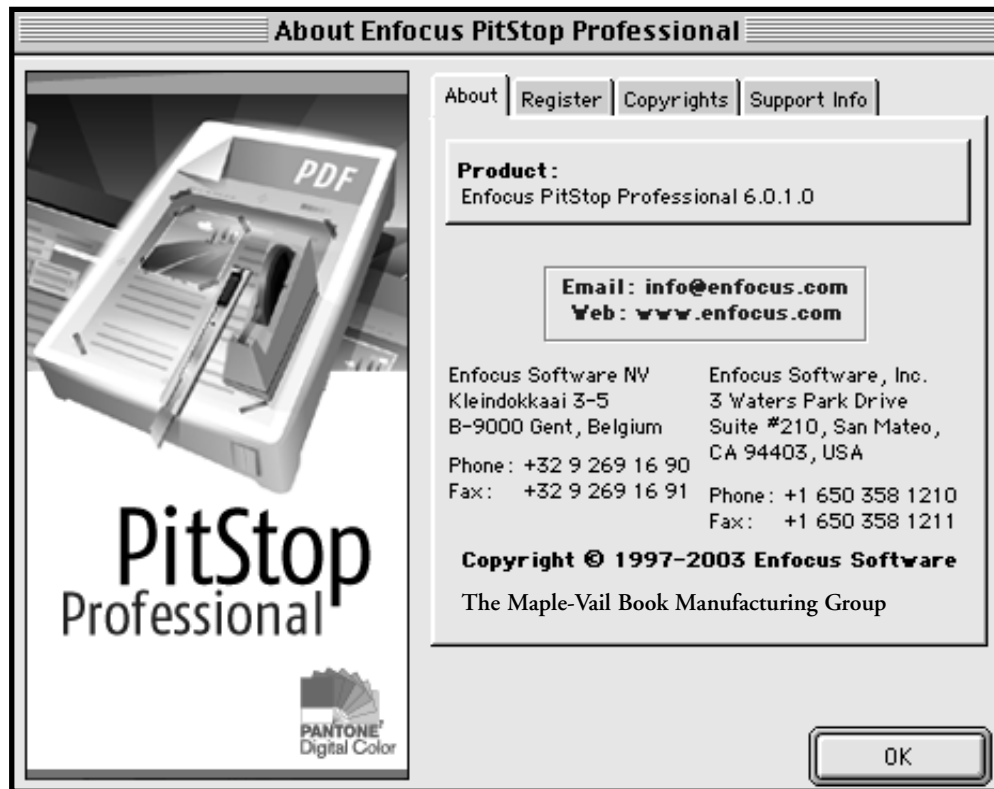 About Enfocus PitStop Professional
PDF
PitStop
Professional
PANTONE®
Digital Color
About
Register
Copyrights
Support Info
Product:
Enfocus PitStop Professional 6.0.1.0
Email: info@enfocus.com
Web: www.enfocus.com
Enfocus Software NV
Kleindokkaai 3-5
B-9000 Gent, Belgium
Phone: +32 9 269 16 90
Fax: +32 9 269 16 91
Enfocus Software, Inc.
3 Waters Park Drive
Suite #210, San Mateo,
CA 94403, USA
Phone: +1 650 358 1210
Fax: +1 650 358 1211
Copyright © 1997-2003 Enfocus Software
The Maple-Vail Book Manufacturing Group
OK